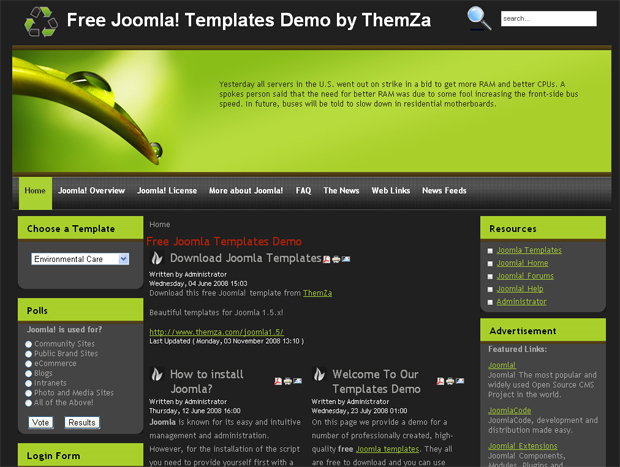 Free Joomla! Templates Demo by ThemZa
search...
Yesterday all servers in the U.S. went out on strike in a bid to get more RAM and better CPUs. A
spokes person said that the need for better RAM was due to some fool increasing the front-side bus
speed. In future, buses will be told to slow down in residential motherboards.
Home
Joomla! Overview
Joomla! License
More about Joomla!
FAQ
The News
Web Links
News Feeds
Choose a Template
Environmental Care
Polls
Joomla! is used for?
Community Sites
Public Brand Sites
eCommerce
Blogs
Intranets
Photo and Media Sites
All of the Above!
Vote
Results
Login Form
Home
Free Joomla Templates Demo
Download Joomla Templates
Written by Administrator
Wednesday, 04 June 2008 15:03
Download this free Joomla! template from ThemZa
Beautiful templates for Joomla 1.5.x!
http://www.themza.com/joomla1.5/
Last Updated ( Monday, 03 November 2008 13:10 )
How to install
Joomla?
Written by Administrator
Thursday, 12 June 2008 16:00
Joomla is known for its easy and intuitive
management and administration.
However, for the installation of the script
you need to provide yourself first with a
Welcome To Our
Templates Demo
Written by Administrator
Wednesday, 23 July 2008 01:00
On this page we provide a demo for a
number of professionally created, high-
quality free Joomla templates. They all
are free to download and you can use
Resources
Joomla Templates
Joomla! Home
Joomla! Forums
Joomla! Help
Administrator
Advertisement
Featured Links:
Joomla!
Joomla! The most popular and
widely used Open Source CMS
Project in the world.
JoomlaCode
JoomlaCode, development and
distribution made easy.
Joomla! Extensions
Joomla! Components,
Modules, Plugins and